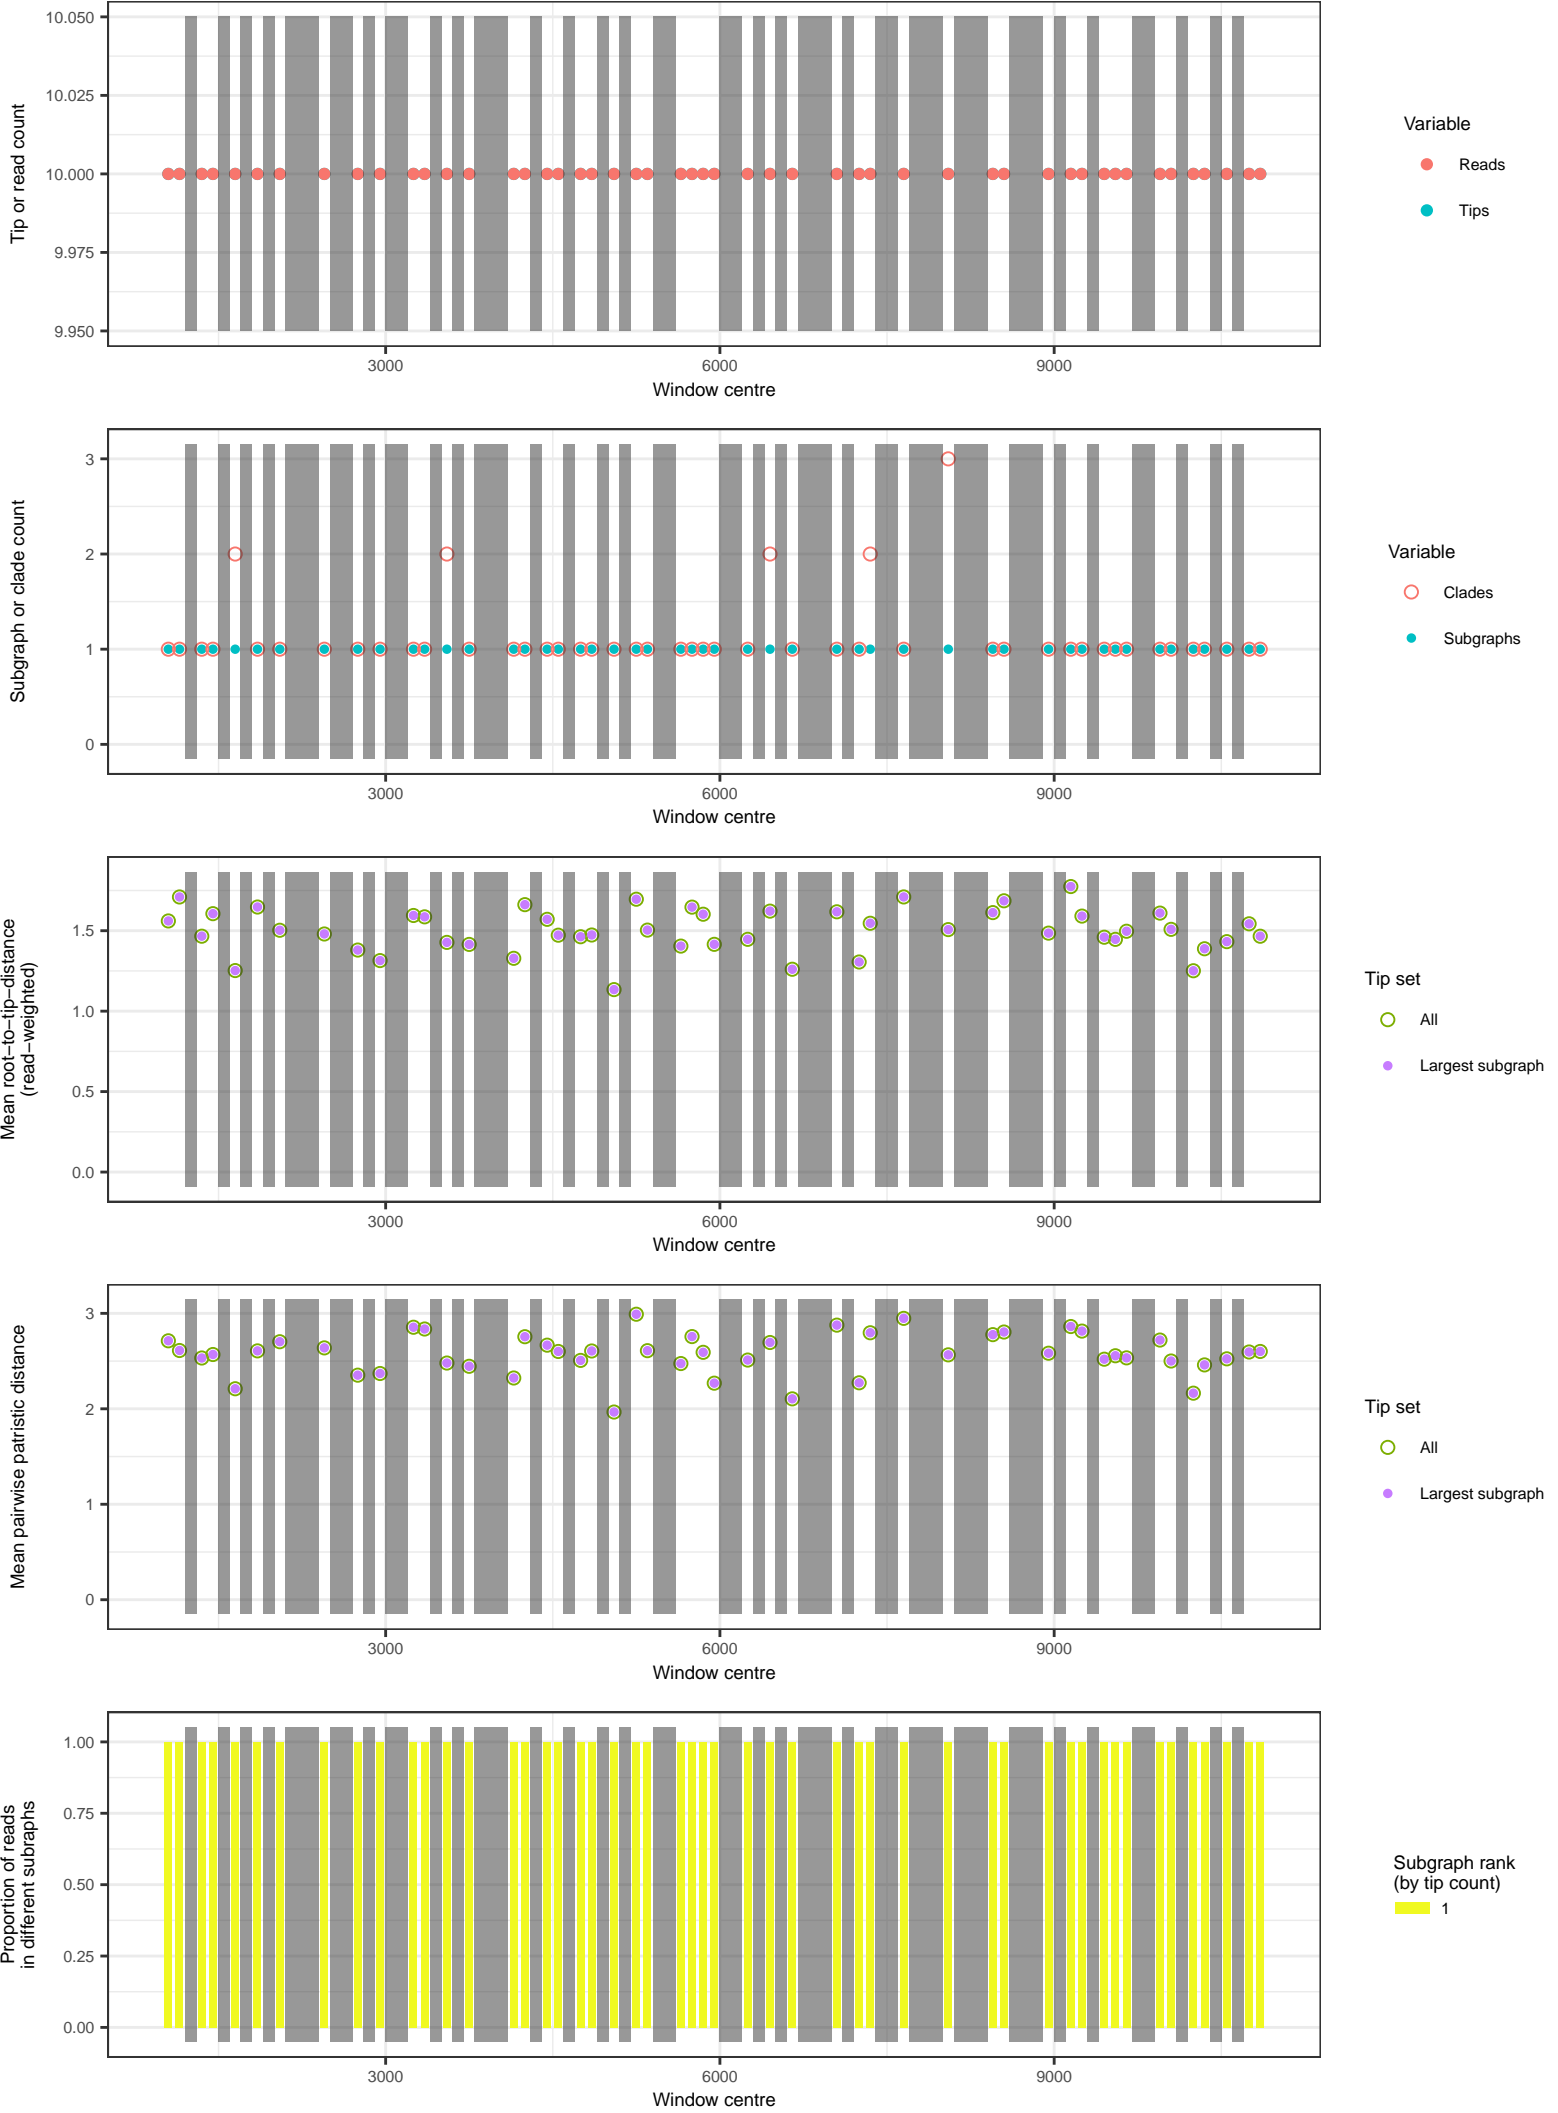 Tip or read count
10.050
10.025
10.000
9.975
9.950
3000
6000
9000
Window centre
Variable
Reads
Tips
Subgraph or clade count
3
2
1
0
3000
6000
9000
Window centre
Variable
Clades
Subgraphs
Mean root−to−tip−distance
(read−weighted)
1.5
1.0
0.5
0.0
3000
6000
9000
Window centre
Tip set
All
Largest subgraph
Mean pairwise patristic distance
3
2
1
0
3000
6000
9000
Window centre
Tip set
All
Largest subgraph
Proportion of reads
in different subraphs
1.00
0.75
0.50
0.25
0.00
3000
6000
9000
Window centre
Subgraph rank
(by tip count)
1